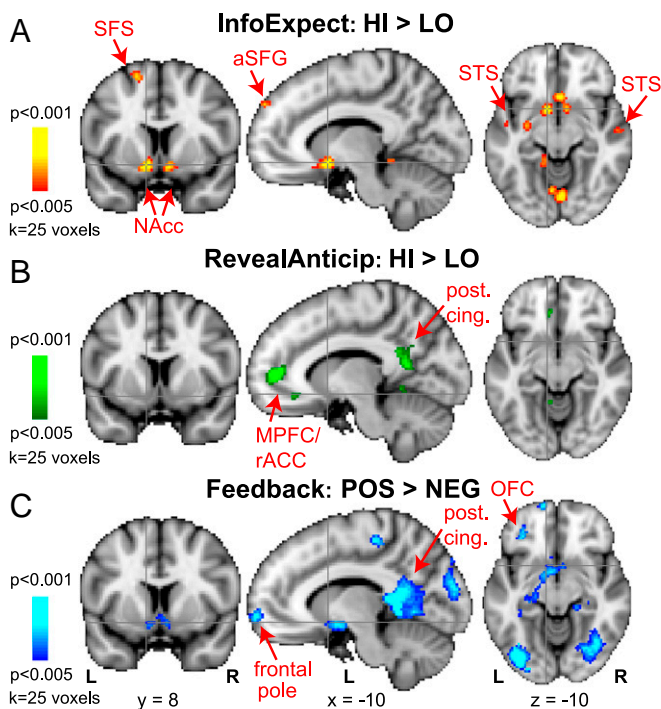 A
InfoExpect: HI > LO
SFS
aSFG
STS
STS
p<0.001
p<0.005
k=25 voxels
NAcc
B
RevealAnticip: HI > LO
post.
cing.
p<0.001
p<0.005
k=25 voxels
MPFC/
rACC
C
Feedback: POS > NEG
OFC
post.
cing.
p<0.001
p<0.005
k=25 voxels
frontal
pole
L
R
L
L
R
y = 8
x = -10
z = -10